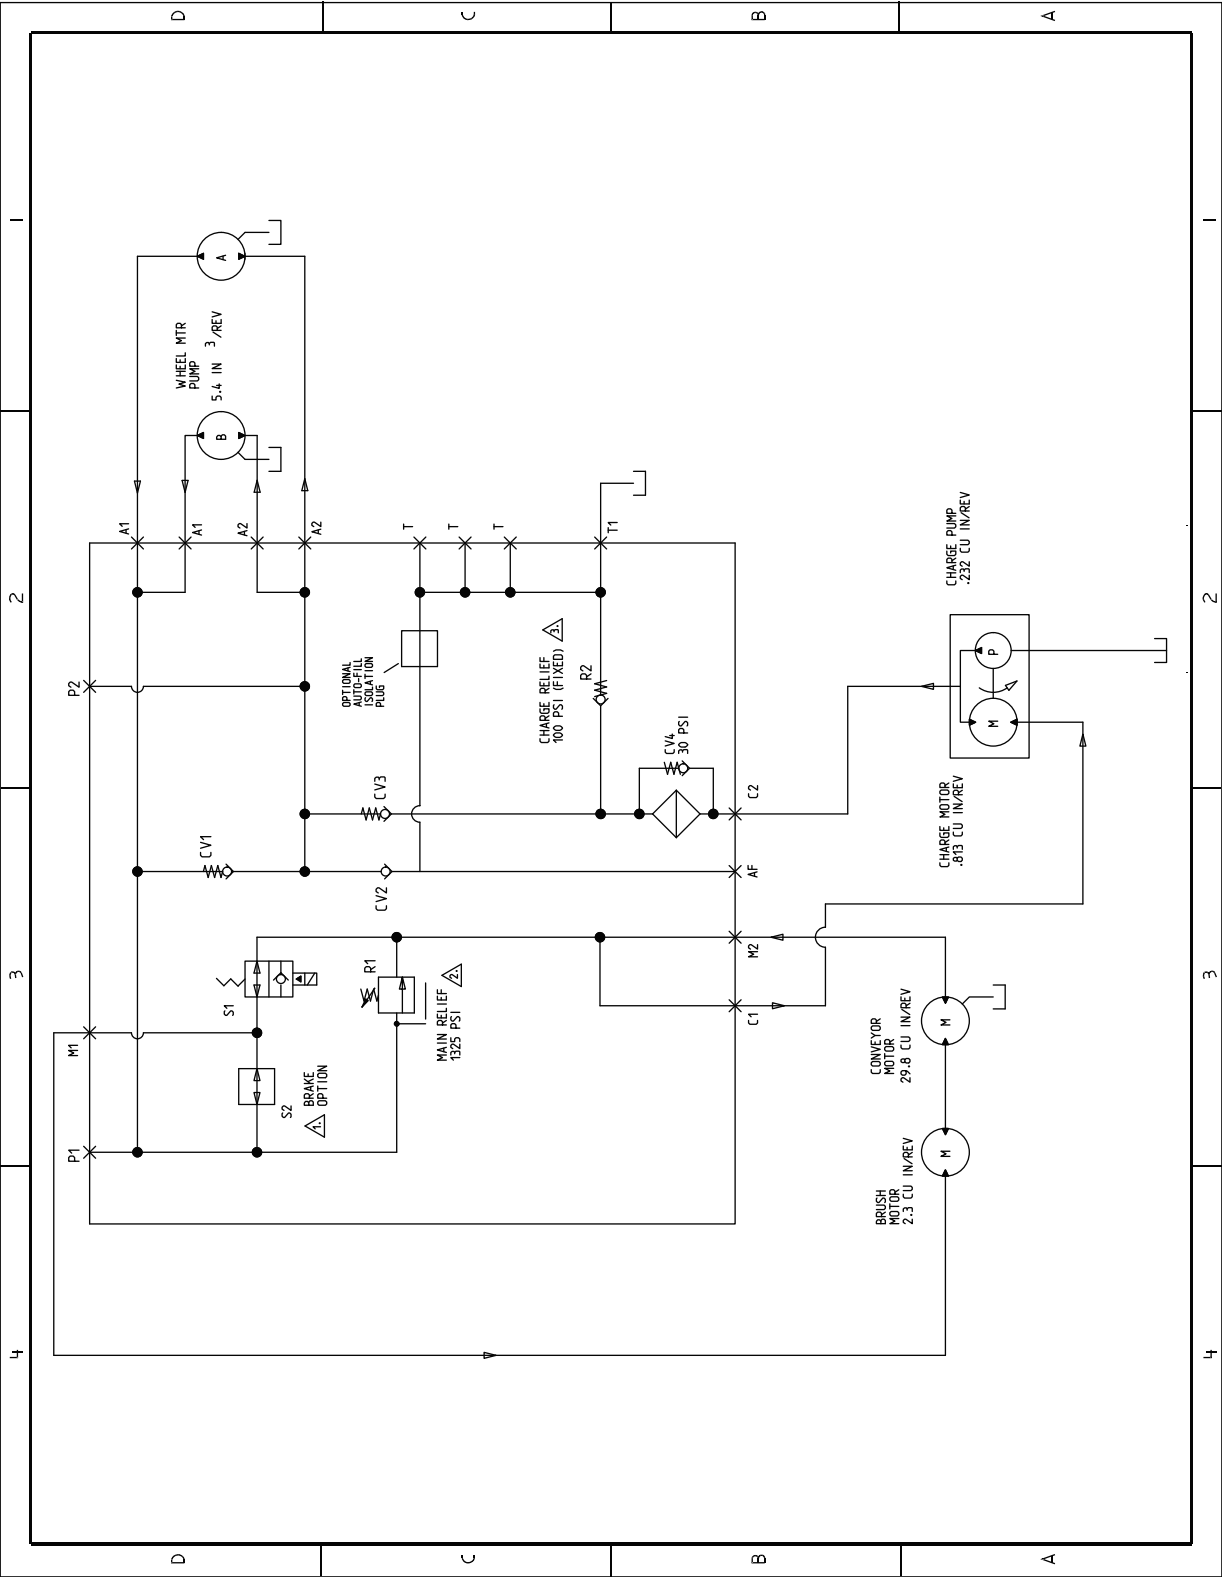 D
C
B
A
1
1
2
2
3
3
4
4
D
C
B
A
A
WHEEL MTR
PUMP
5.4 IN 3/REV
B
A1
A1
A2
A2
T
T
T
T1
P2
OPTIONAL
AUTO-FILL
ISOLATION
PLUG
CHARGE RELIEF
100 PSI (FIXED)
3.
R2
CV4
30 PSI
C2
CV3
CV1
CV2
AF
M2
C1
S1
R1
MAIN RELIEF
1325 PSI
2.
M1
S2
BRAKE
OPTION
1.
P1
CHARGE PUMP
.232 CU IN/REV
P
M
CHARGE MOTOR
.813 CU IN/REV
CONVEYOR
MOTOR
29.8 CU IN/REV
M
BRUSH
MOTOR
2.3 CU IN/REV
M